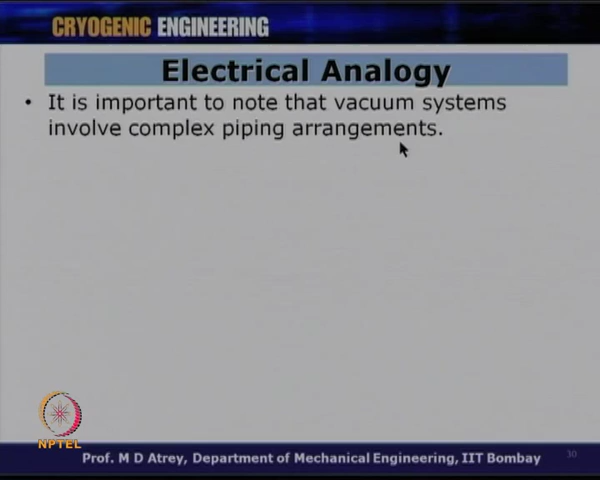 CRYOGENIC ENGINEERING
Electrical Analogy
• It is important to note that vacuum systems
involve complex piping arrangements.
NPTEL
Prof. M D Atrey, Department of Mechanical Engineering, IIT Bombay
30